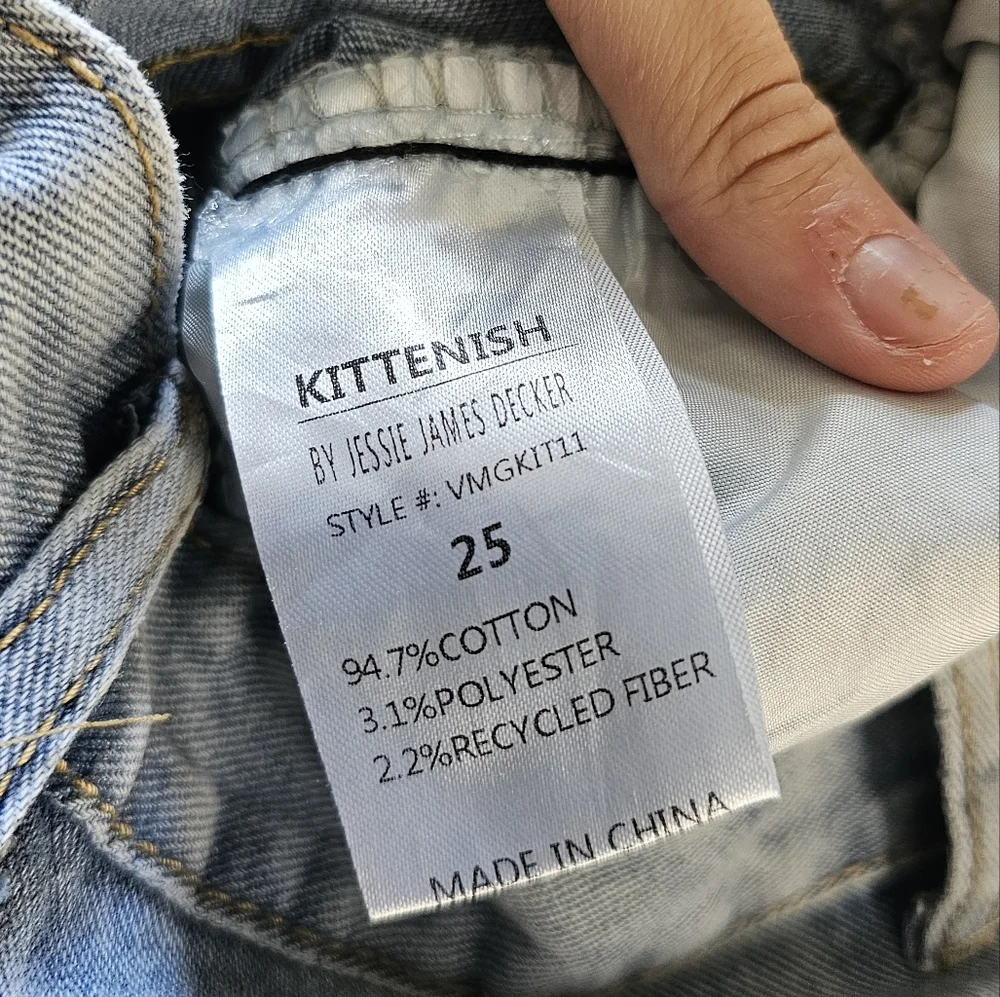 KITTENISH
BY JESSIE JAMES DECKER
STYLE #: VMGKIT11
25
94.7%COTTON
3.1%POLYESTER
2.2%RECYCLED FIBER
MADE IN CHINA